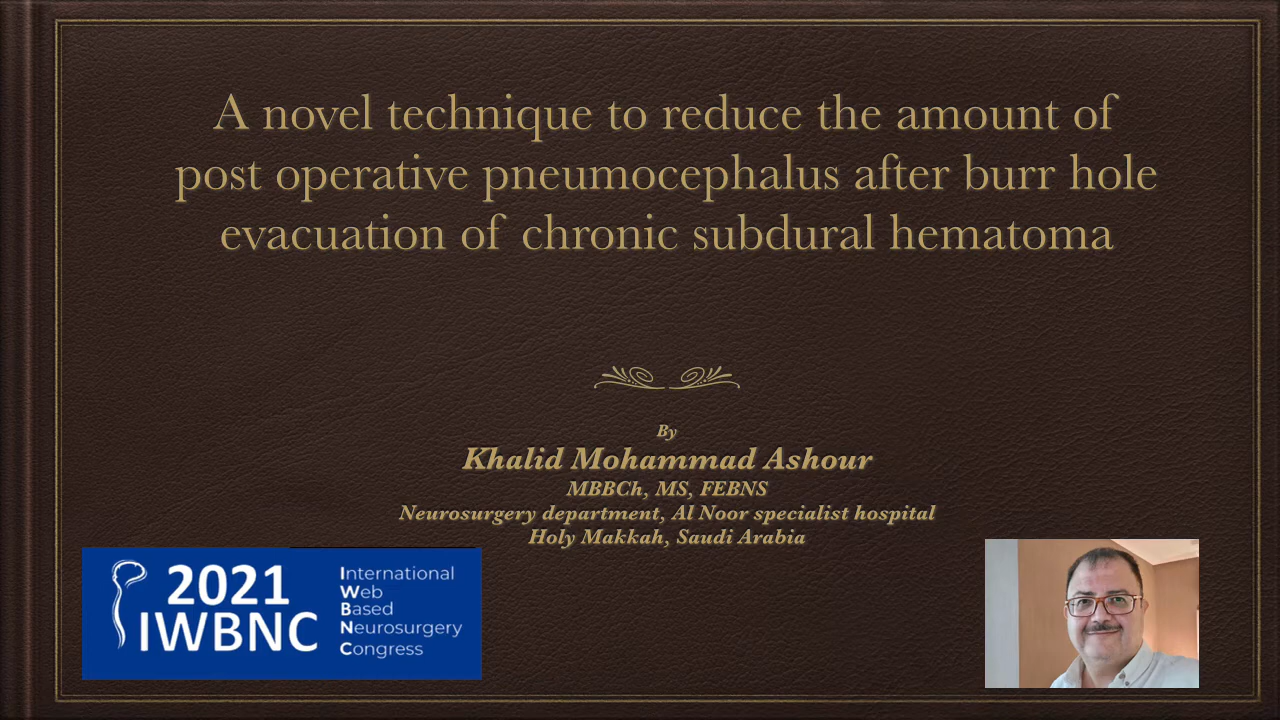 A novel technique to reduce the amount of
post operative pneumocephalus after burr hole
evacuation of chronic subdural hematoma
By
Khalid Mohammad Ashour
MBBCh, MS, FEBNS
Neurosurgery department, Al Noor specialist hospital
Holy Makkah, Saudi Arabia
2021
IWBNC
International
Web
Based
Neurosurgery
Congress